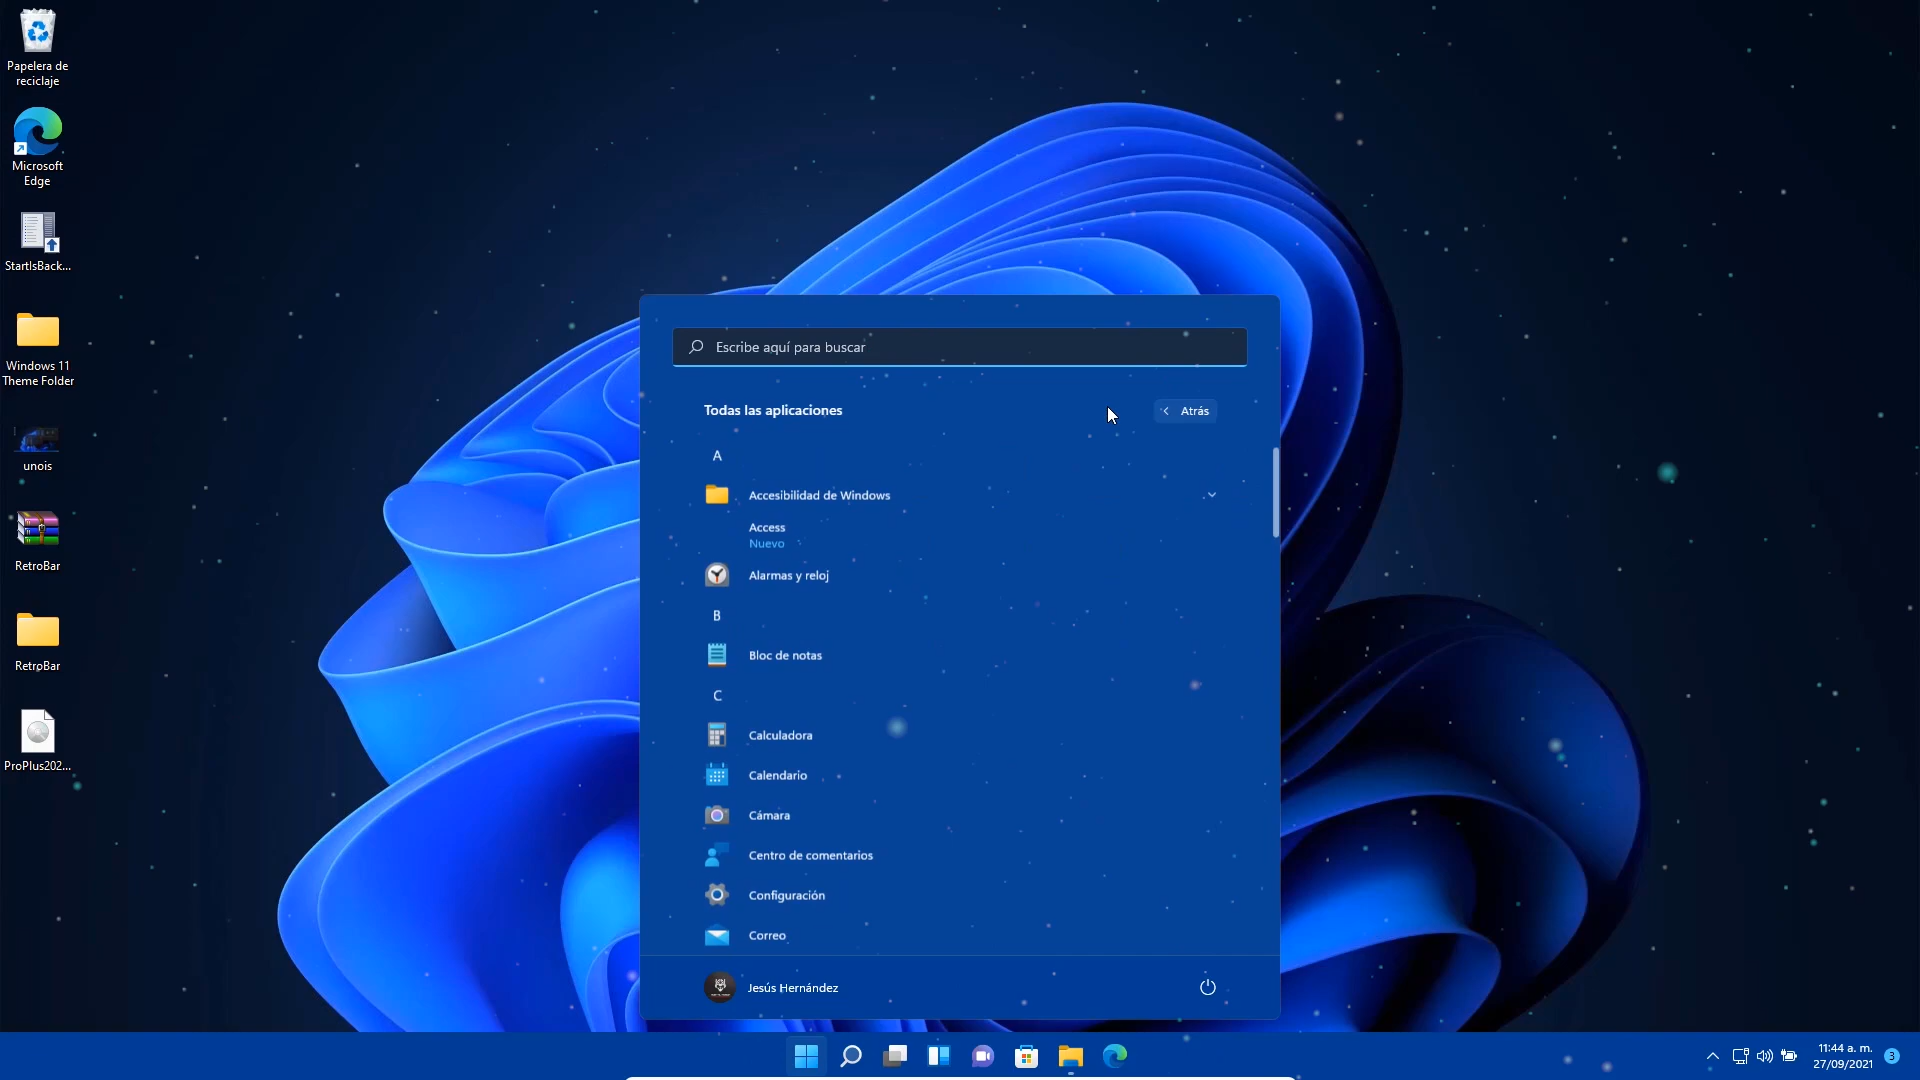 Papelera de
reciclaje
Microsoft
Edge
StartIsBack...
Windows 11
Theme Folder
unois
RetroBar
RetroBar
ProPlus202...
Escribe aquí para buscar
Todas las aplicaciones
Atrás
A
Accesibilidad de Windows
Access
Nuevo
Alarmas y reloj
B
Bloc de notas
C
Calculadora
Calendario
Cámara
Centro de comentarios
Configuración
Correo
Jesús Hernández
11:44 a. m.
27/09/2021
3